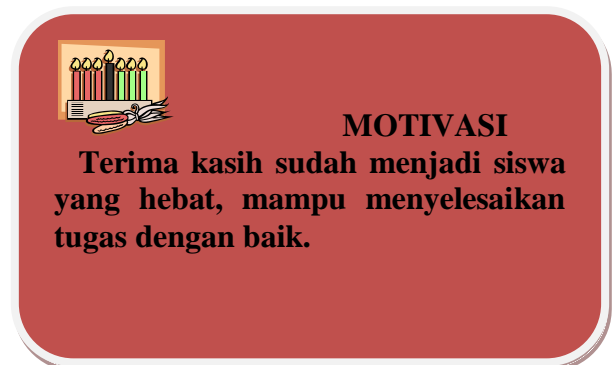 MOTIVASI
Terima kasih sudah menjadi siswa
yang hebat, mampu menyelesaikan
tugas dengan baik.